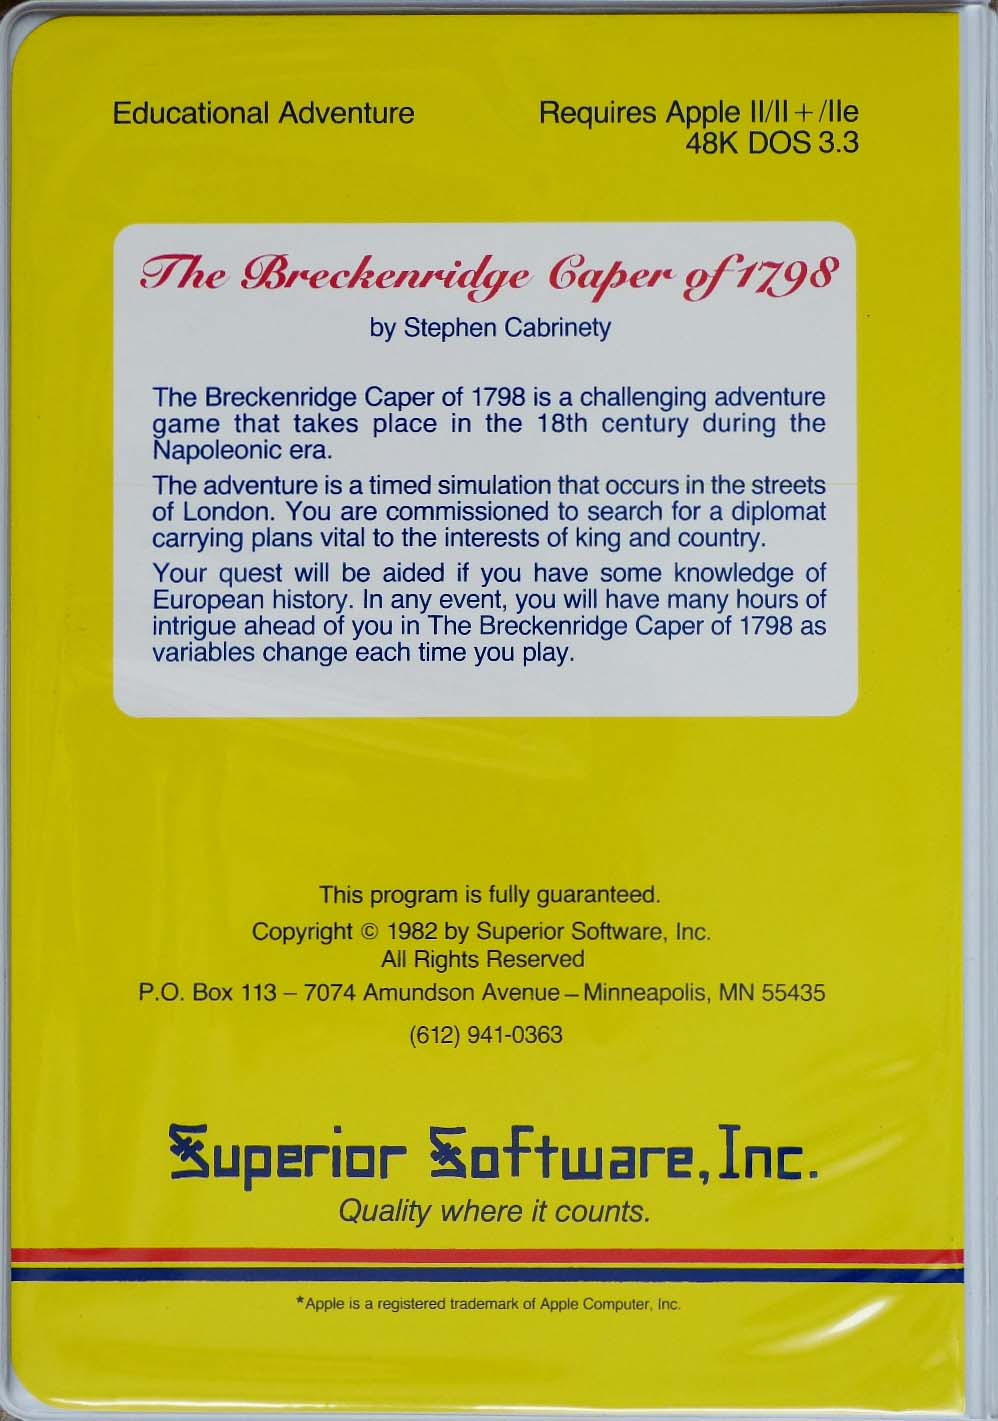 Educational Adventure
Requires Apple II/II+/IIe
48K DOS 3.3
The Breckenridge Caper of 1798
by Stephen Cabrinety
The Breckenridge Caper of 1798 is a challenging adventure
game that takes place in the 18th century during the
Napoleonic era.
The adventure is a timed simulation that occurs in the streets
of London. You are commissioned to search for a diplomat
carrying plans vital to the interests of king and country.
Your quest will be aided if you have some knowledge of
European history. In any event, you will have many hours of
intrigue ahead of you in The Breckenridge Caper of 1798 as
variables change each time you play.
This program is fully guaranteed.
Copyright © 1982 by Superior Software, Inc.
All Rights Reserved
P.O. Box 113 – 7074 Amundson Avenue – Minneapolis, MN 55435
(612) 941-0363
Superior Software, Inc.
Quality where it counts.
*Apple is a registered trademark of Apple Computer, Inc.